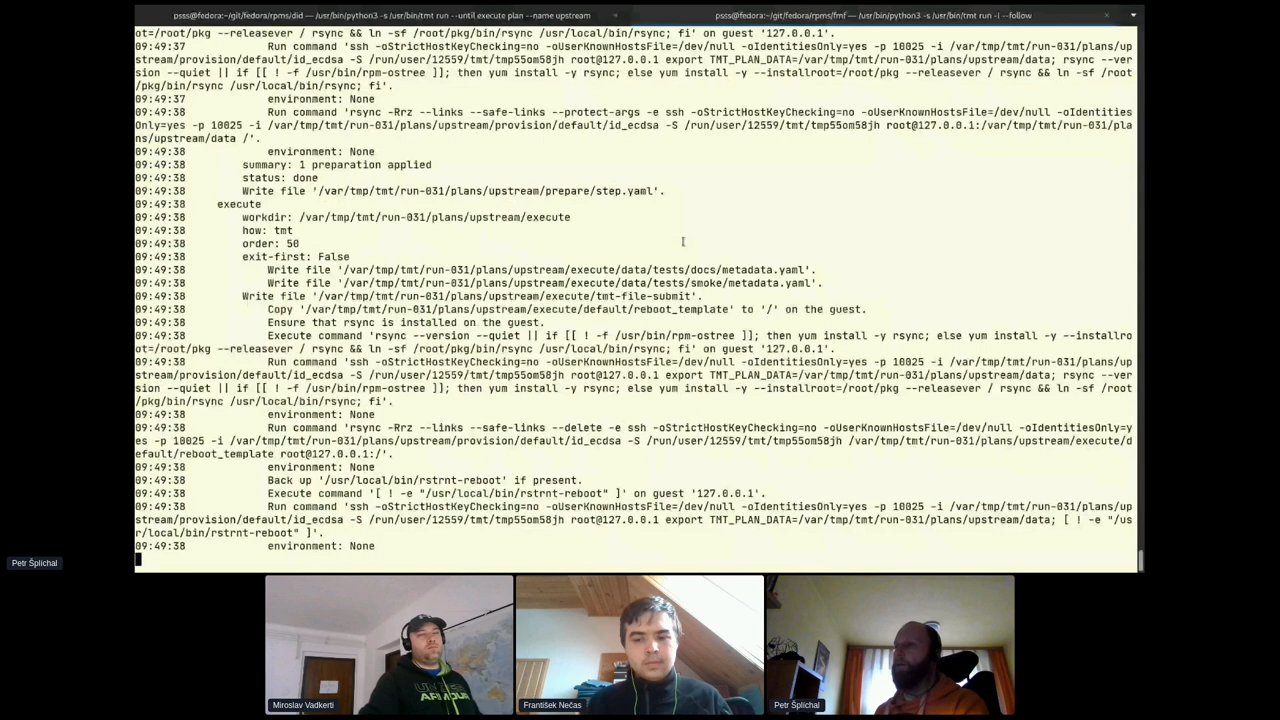 psss@fedora:~/git/fedora/rpms/did — /usr/bin/python3 -s /usr/bin/tmt run --until execute plan --name upstream
psss@fedora:~/git/fedora/rpms/fmf — /usr/bin/python3 -s /usr/bin/tmt run -l --follow
ot=/root/pkg --releasever / rsync && ln -sf /root/pkg/bin/rsync /usr/local/bin/rsync; fi' on guest '127.0.0.1'.
09:49:37 Run command 'ssh -oStrictHostKeyChecking=no -oUserKnownHostsFile=/dev/null -oIdentitiesOnly=yes -p 10025 -i /var/tmp/tmt/run-031/plans/up
stream/provision/default/id_ecdsa -S /run/user/12559/tmt/tmp55om58jh root@127.0.0.1 export TMT_PLAN_DATA=/var/tmp/tmt/run-031/plans/upstream/data; rsync --ver
sion --quiet || if [[ ! -f /usr/bin/rpm-ostree ]]; then yum install -y rsync; else yum install -y --installroot=/root/pkg --releasever / rsync && ln -sf /root
/pkg/bin/rsync /usr/local/bin/rsync; fi'.
09:49:37 environment: None
09:49:38 Run command 'rsync -Rrz --links --safe-links --protect-args -e ssh -oStrictHostKeyChecking=no -oUserKnownHostsFile=/dev/null -oIdentities
Only=yes -p 10025 -i /var/tmp/tmt/run-031/plans/upstream/provision/default/id_ecdsa -S /run/user/12559/tmt/tmp55om58jh root@127.0.0.1:/var/tmp/tmt/run-031/pla
ns/upstream/data /'.
09:49:38 environment: None
09:49:38 summary: 1 preparation applied
09:49:38 status: done
09:49:38 Write file '/var/tmp/tmt/run-031/plans/upstream/prepare/step.yaml'.
09:49:38 execute
09:49:38 workdir: /var/tmp/tmt/run-031/plans/upstream/execute
09:49:38 how: tmt
09:49:38 order: 50
09:49:38 exit-first: False
09:49:38 Write file '/var/tmp/tmt/run-031/plans/upstream/execute/data/tests/docs/metadata.yaml'.
09:49:38 Write file '/var/tmp/tmt/run-031/plans/upstream/execute/data/tests/smoke/metadata.yaml'.
09:49:38 Write file '/var/tmp/tmt/run-031/plans/upstream/execute/tmt-file-submit'.
09:49:38 Copy '/var/tmp/tmt/run-031/plans/upstream/execute/default/reboot_template' to '/' on the guest.
09:49:38 Ensure that rsync is installed on the guest.
09:49:38 Execute command 'rsync --version --quiet || if [[ ! -f /usr/bin/rpm-ostree ]]; then yum install -y rsync; else yum install -y --installro
ot=/root/pkg --releasever / rsync && ln -sf /root/pkg/bin/rsync /usr/local/bin/rsync; fi' on guest '127.0.0.1'.
09:49:38 Run command 'ssh -oStrictHostKeyChecking=no -oUserKnownHostsFile=/dev/null -oIdentitiesOnly=yes -p 10025 -i /var/tmp/tmt/run-031/plans/up
stream/provision/default/id_ecdsa -S /run/user/12559/tmt/tmp55om58jh root@127.0.0.1 export TMT_PLAN_DATA=/var/tmp/tmt/run-031/plans/upstream/data; rsync --ver
sion --quiet || if [[ ! -f /usr/bin/rpm-ostree ]]; then yum install -y rsync; else yum install -y --installroot=/root/pkg --releasever / rsync && ln -sf /root
/pkg/bin/rsync /usr/local/bin/rsync; fi'.
09:49:38 environment: None
09:49:38 Run command 'rsync -Rrz --links --safe-links --delete -e ssh -oStrictHostKeyChecking=no -oUserKnownHostsFile=/dev/null -oIdentitiesOnly=y
es -p 10025 -i /var/tmp/tmt/run-031/plans/upstream/provision/default/id_ecdsa -S /run/user/12559/tmt/tmp55om58jh /var/tmp/tmt/run-031/plans/upstream/execute/d
efault/reboot_template root@127.0.0.1:/'.
09:49:38 environment: None
09:49:38 Back up '/usr/local/bin/rstrnt-reboot' if present.
09:49:38 Execute command '[ ! -e "/usr/local/bin/rstrnt-reboot" ]' on guest '127.0.0.1'.
09:49:38 Run command 'ssh -oStrictHostKeyChecking=no -oUserKnownHostsFile=/dev/null -oIdentitiesOnly=yes -p 10025 -i /var/tmp/tmt/run-031/plans/up
stream/provision/default/id_ecdsa -S /run/user/12559/tmt/tmp55om58jh root@127.0.0.1 export TMT_PLAN_DATA=/var/tmp/tmt/run-031/plans/upstream/data; [ ! -e "/us
r/local/bin/rstrnt-reboot" ]'.
09:49:38 environment: None
Petr Šplíchal
Miroslav Vadkerti
František Nečas
Petr Šplíchal